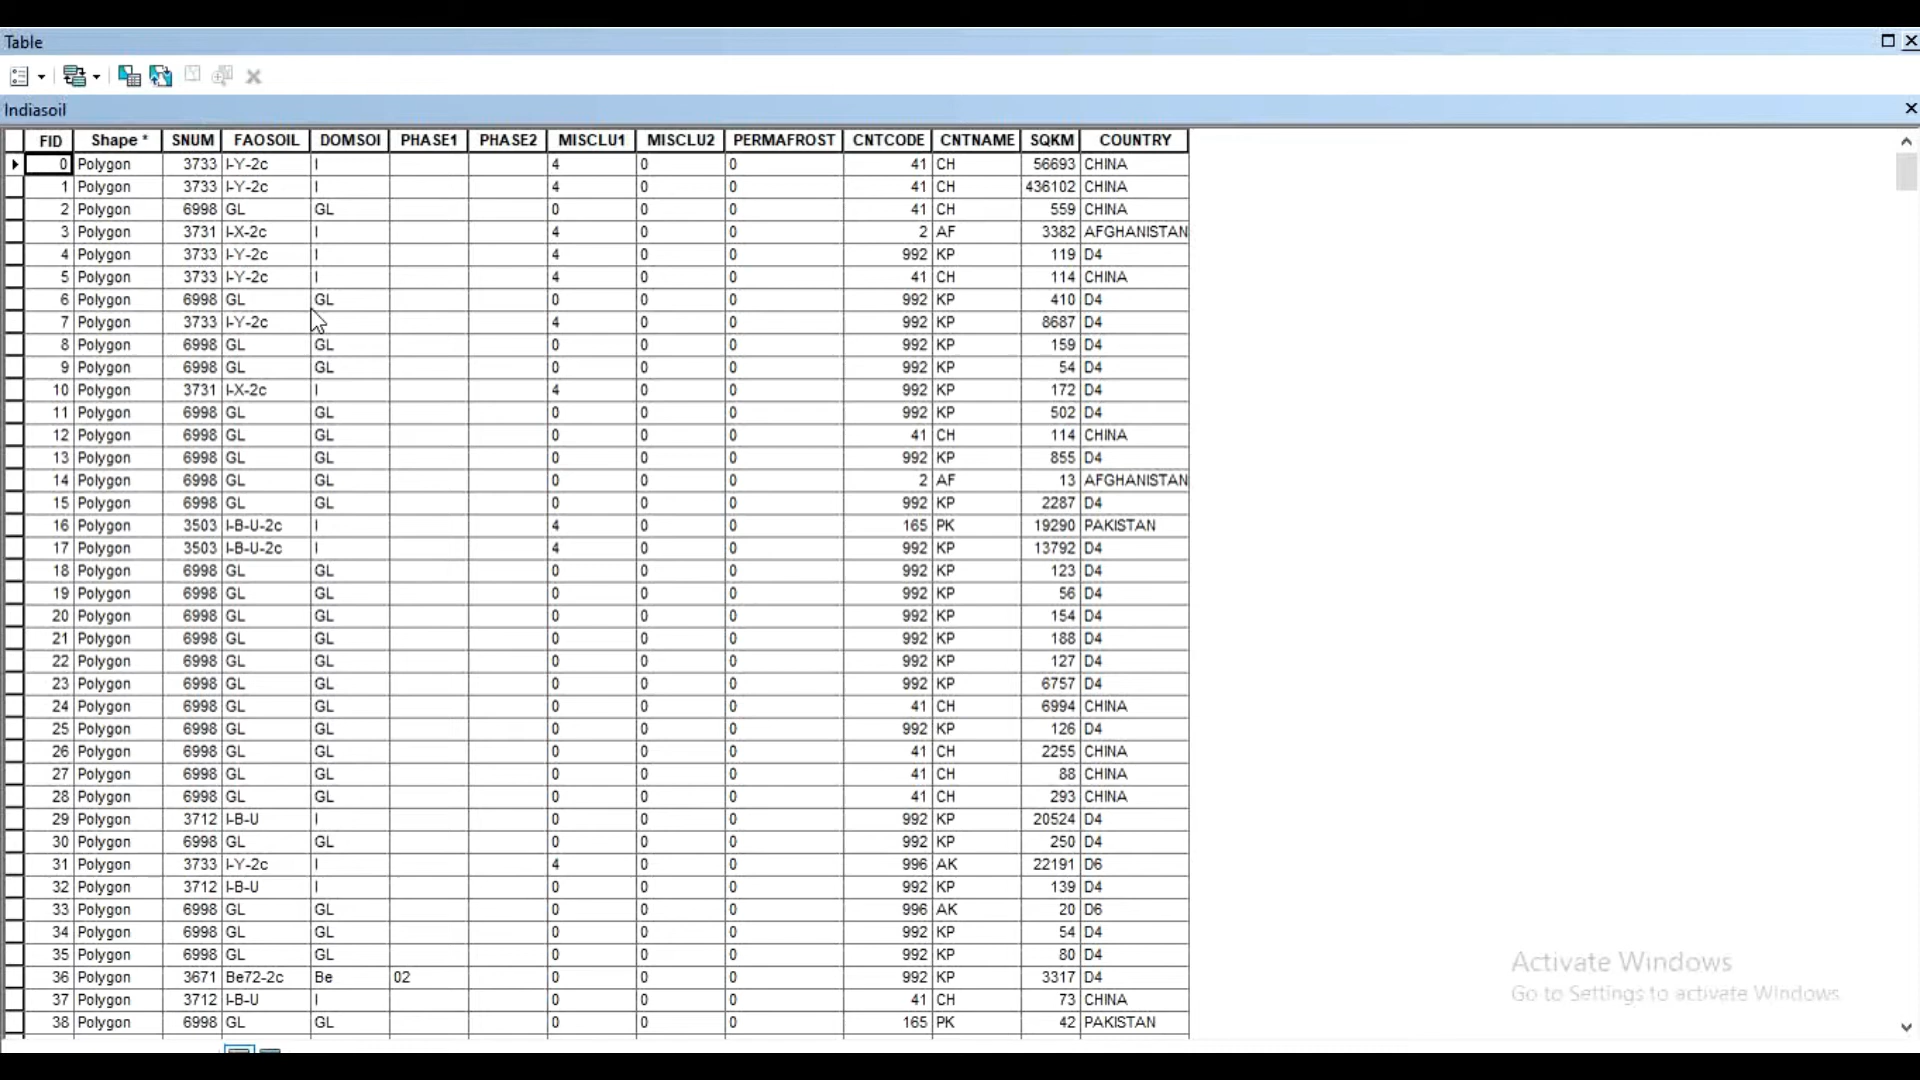 Table
Indiasoil
FID Shape * SNUM FAOSOIL DOMSOI PHASE1 PHASE2 MISCLU1 MISCLU2 PERMAFROST CNTCODE CNTNAME SQKM COUNTRY
0 Polygon 3733 I-Y-2c I 4 0 0 41 CH 56693 CHINA
1 Polygon 3733 I-Y-2c I 4 0 0 41 CH 436102 CHINA
2 Polygon 6998 GL GL 0 0 0 41 CH 559 CHINA
3 Polygon 3731 I-X-2c I 4 0 0 2 AF 3382 AFGHANISTAN
4 Polygon 3733 I-Y-2c I 4 0 0 992 KP 119 D4
5 Polygon 3733 I-Y-2c I 4 0 0 41 CH 114 CHINA
6 Polygon 6998 GL GL 0 0 0 992 KP 410 D4
7 Polygon 3733 I-Y-2c 4 0 0 992 KP 8687 D4
8 Polygon 6998 GL GL 0 0 0 992 KP 159 D4
9 Polygon 6998 GL GL 0 0 0 992 KP 54 D4
10 Polygon 3731 I-X-2c I 4 0 0 992 KP 172 D4
11 Polygon 6998 GL GL 0 0 0 992 KP 502 D4
12 Polygon 6998 GL GL 0 0 0 41 CH 114 CHINA
13 Polygon 6998 GL GL 0 0 0 992 KP 855 D4
14 Polygon 6998 GL GL 0 0 0 2 AF 13 AFGHANISTAN
15 Polygon 6998 GL GL 0 0 0 992 KP 2287 D4
16 Polygon 3503 I-B-U-2c I 4 0 0 165 PK 19290 PAKISTAN
17 Polygon 3503 I-B-U-2c I 4 0 0 992 KP 13792 D4
18 Polygon 6998 GL GL 0 0 0 992 KP 123 D4
19 Polygon 6998 GL GL 0 0 0 992 KP 56 D4
20 Polygon 6998 GL GL 0 0 0 992 KP 154 D4
21 Polygon 6998 GL GL 0 0 0 992 KP 188 D4
22 Polygon 6998 GL GL 0 0 0 992 KP 127 D4
23 Polygon 6998 GL GL 0 0 0 992 KP 6757 D4
24 Polygon 6998 GL GL 0 0 0 41 CH 6994 CHINA
25 Polygon 6998 GL GL 0 0 0 992 KP 126 D4
26 Polygon 6998 GL GL 0 0 0 41 CH 2255 CHINA
27 Polygon 6998 GL GL 0 0 0 41 CH 88 CHINA
28 Polygon 6998 GL GL 0 0 0 41 CH 293 CHINA
29 Polygon 3712 I-B-U I 0 0 0 992 KP 20524 D4
30 Polygon 6998 GL GL 0 0 0 992 KP 250 D4
31 Polygon 3733 I-Y-2c I 4 0 0 996 AK 22191 D6
32 Polygon 3712 I-B-U I 0 0 0 992 KP 139 D4
33 Polygon 6998 GL GL 0 0 0 996 AK 20 D6
34 Polygon 6998 GL GL 0 0 0 992 KP 54 D4
35 Polygon 6998 GL GL 0 0 0 992 KP 80 D4
36 Polygon 3671 Be72-2c Be 02 0 0 0 992 KP 3317 D4
37 Polygon 3712 I-B-U I 0 0 0 41 CH 73 CHINA
38 Polygon 6998 GL GL 0 0 0 165 PK 42 PAKISTAN
Activate Windows
Go to Settings to activate Windows.